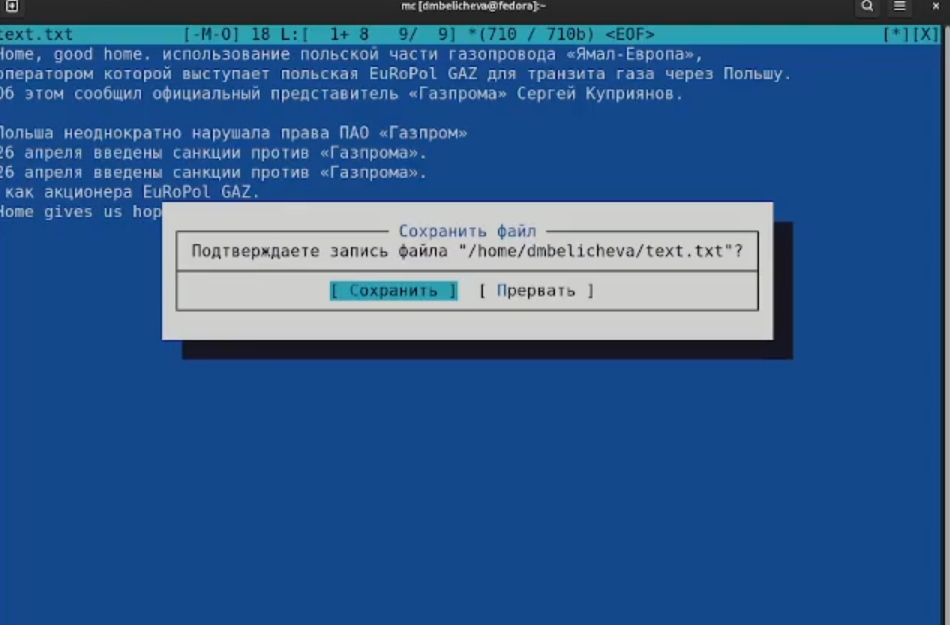 mc [dmbelicheva@fedora]:~
text.txt [-M-O] 18 L:[ 1+ 8 9/ 9] *(710 / 710b) <EOF> [*][X]
Home, good home. использование польской части газопровода «Ямал-Европа»,
оператором которой выступает польская EuRoPol GAZ для транзита газа через Польшу.
Об этом сообщил официальный представитель «Газпрома» Сергей Куприянов.
Польша неоднократно нарушала права ПАО «Газпром»
26 апреля введены санкции против «Газпрома».
26 апреля введены санкции против «Газпрома».
как акционера EuRoPol GAZ.
Home gives us hop
Сохранить файл
Подтверждаете запись файла "/home/dmbelicheva/text.txt"?
[ Сохранить ] [ Прервать ]